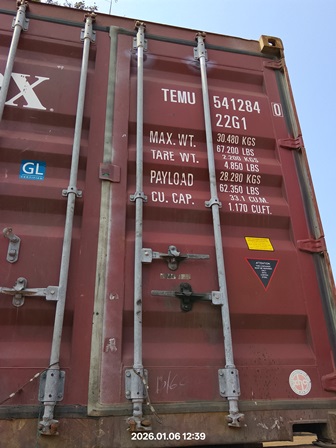 X
GL
TEMU 541284 0
22G1
MAX. WT. 30.480 KGS
67.200 LBS
TARE WT. 2.200 KGS
4.850 LBS
PAYLOAD 28.280 KGS
62.350 LBS
CU. CAP. 33.1 CU.M.
1.170 CU.FT.
2026.01.06 12:39